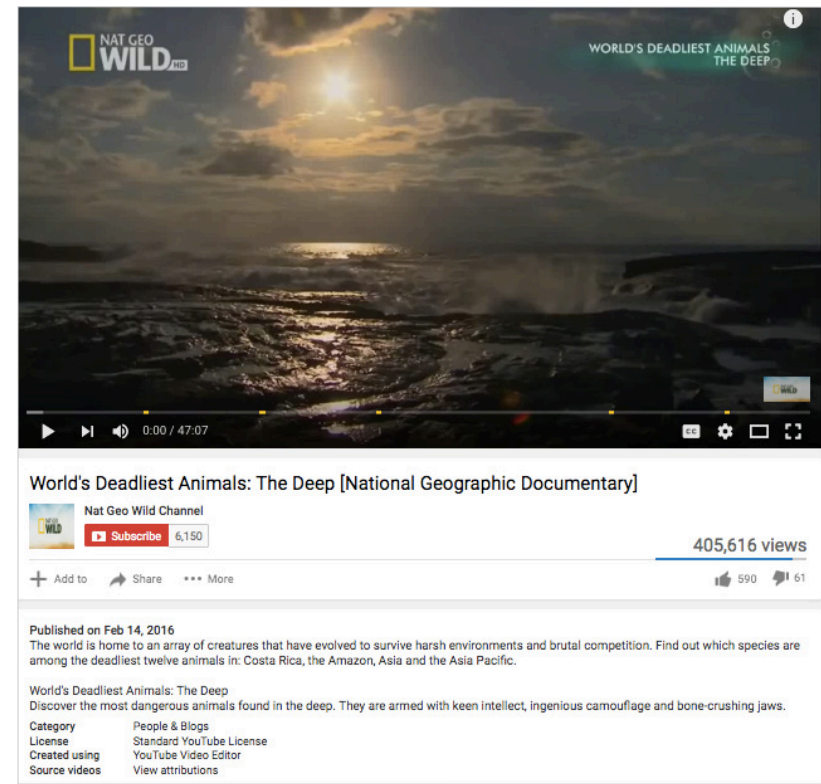 NAT GEO
WILD HD
WORLD'S DEADLIEST ANIMALS
THE DEEP
i
WILD
0:00 / 47:07
CC
World's Deadliest Animals: The Deep [National Geographic Documentary]
Nat Geo Wild Channel
NAT GEO
WILD
Subscribe 6,150
405,616 views
Add to Share More
590 61
Published on Feb 14, 2016
The world is home to an array of creatures that have evolved to survive harsh environments and brutal competition. Find out which species are
among the deadliest twelve animals in: Costa Rica, the Amazon, Asia and the Asia Pacific.
World's Deadliest Animals: The Deep
Discover the most dangerous animals found in the deep. They are armed with keen intellect, ingenious camouflage and bone-crushing jaws.
Category People & Blogs
License Standard YouTube License
Created using YouTube Video Editor
Source videos View attributions